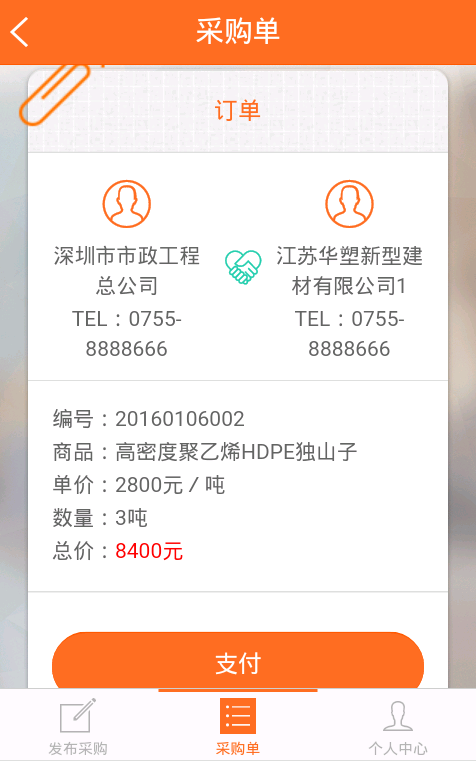 采购单
订单
深圳市市政工程
总公司
TEL：0755-
8888666
江苏华塑新型建
材有限公司1
TEL：0755-
8888666
编号：20160106002
商品：高密度聚乙烯HDPE独山子
单价：2800元 / 吨
数量：3吨
总价：8400元
支付
发布采购
采购单
个人中心